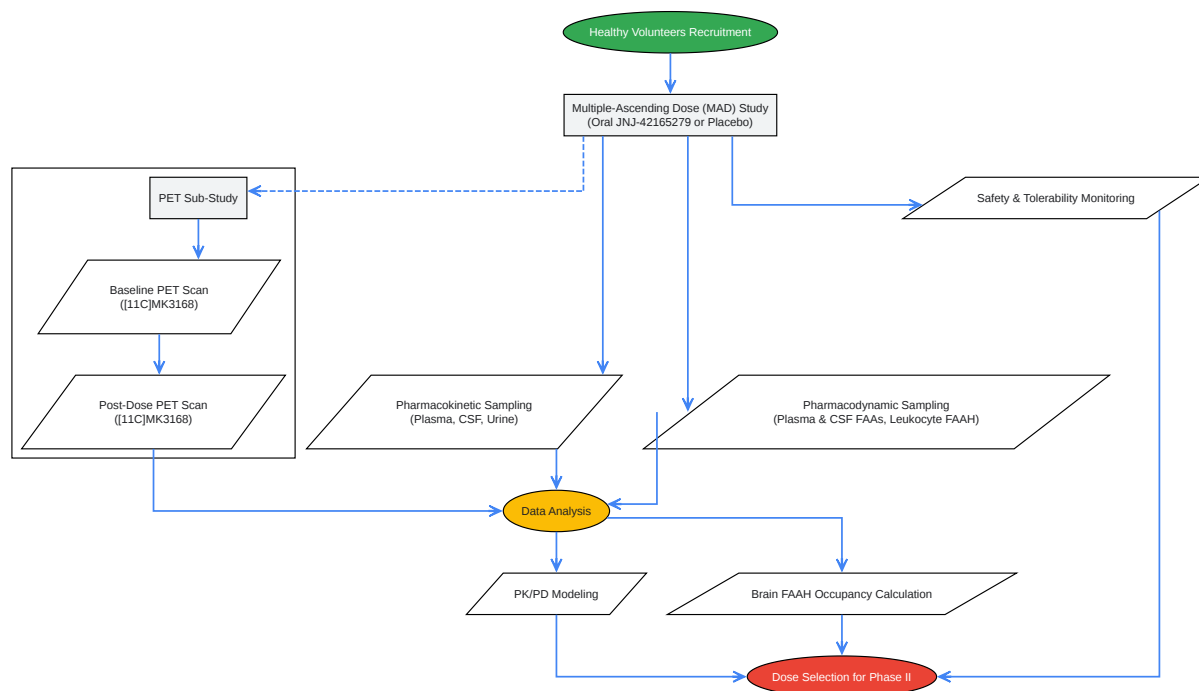 Healthy Volunteers Recruitment
Multiple-Ascending Dose (MAD) Study
(Oral JNJ-42165279 or Placebo)
PET Sub-Study
Safety & Tolerability Monitoring
Baseline PET Scan
([11C]MK3168)
Post-Dose PET Scan
([11C]MK3168)
Pharmacokinetic Sampling
(Plasma, CSF, Urine)
Pharmacodynamic Sampling
(Plasma & CSF FAAs, Leukocyte FAAH)
Data Analysis
PK/PD Modeling
Brain FAAH Occupancy Calculation
Dose Selection for Phase II